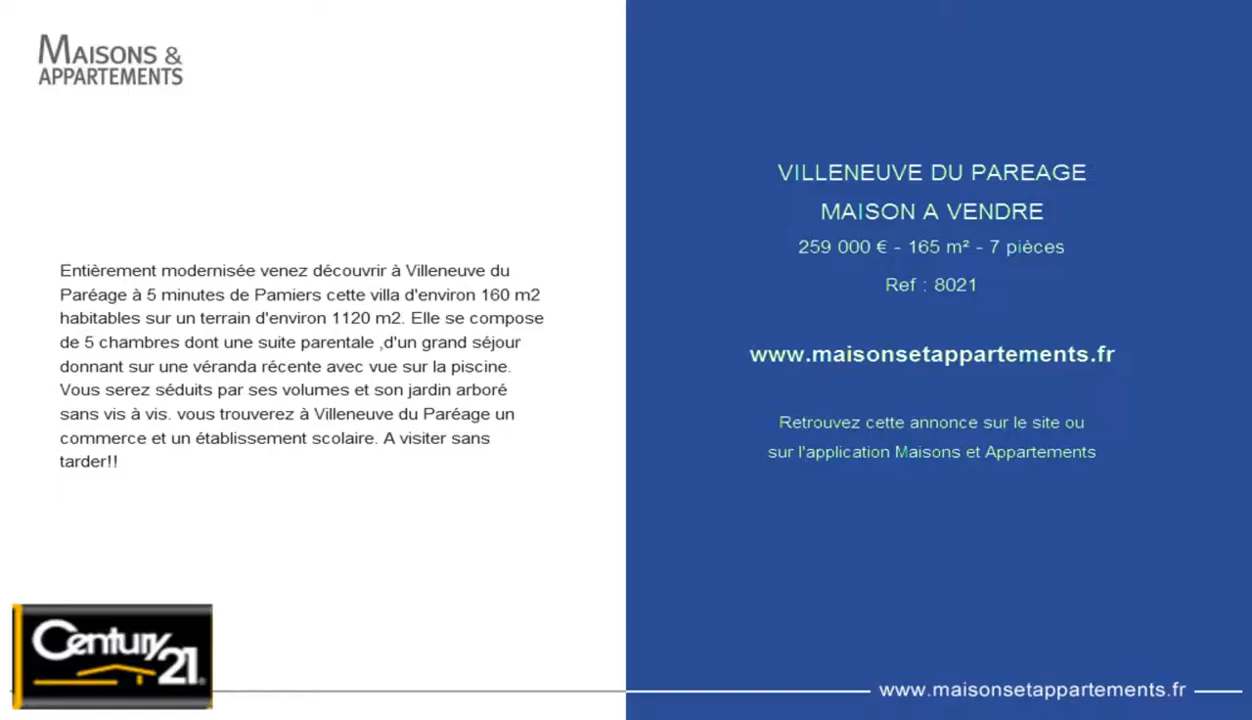 MAISONS &
APPARTEMENTS
Entièrement modernisée venez découvrir à Villeneuve du
Paréage à 5 minutes de Pamiers cette villa d'environ 160 m2
habitables sur un terrain d'environ 1120 m2. Elle se compose
de 5 chambres dont une suite parentale ,d'un grand séjour
donnant sur une véranda récente avec vue sur la piscine.
Vous serez séduits par ses volumes et son jardin arboré
sans vis à vis. vous trouverez à Villeneuve du Paréage un
commerce et un établissement scolaire. A visiter sans
tarder!!
Century 21
VILLENEUVE DU PAREAGE
MAISON A VENDRE
259 000 € - 165 m² - 7 pièces
Ref : 8021
www.maisonsetappartements.fr
Retrouvez cette annonce sur le site ou
sur l'application Maisons et Appartements
www.maisonsetappartements.fr